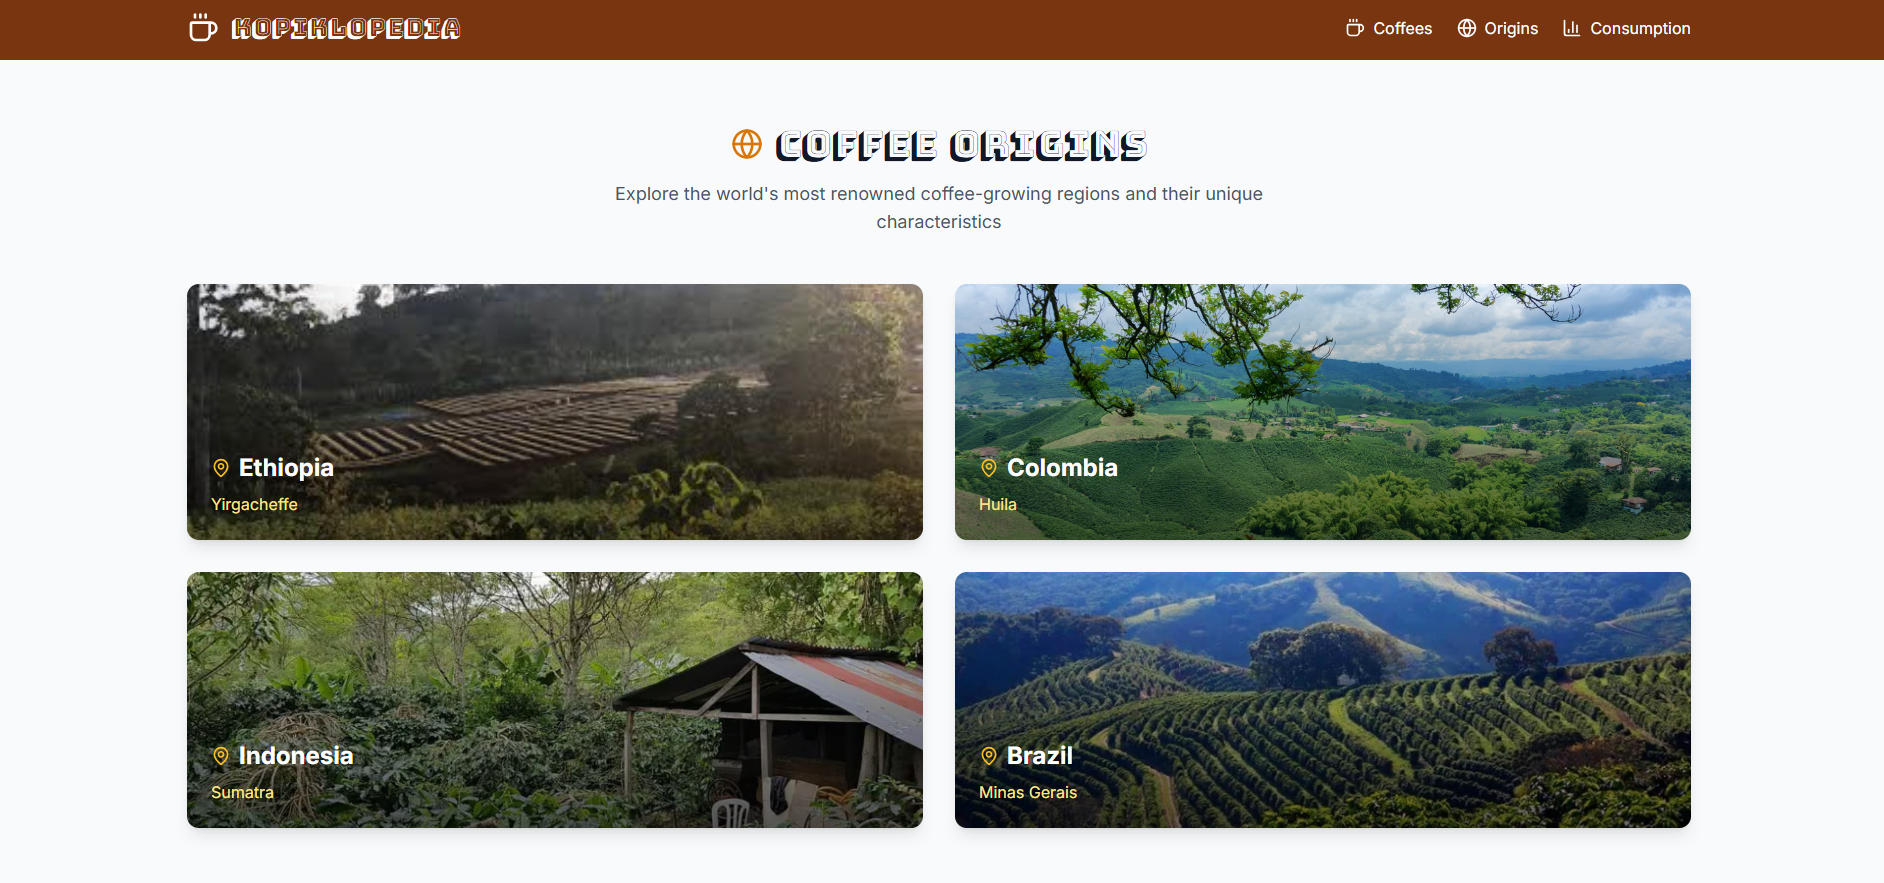 KOPIKLOPEDIA
Coffees
Origins
Consumption
COFFEE ORIGINS
Explore the world's most renowned coffee-growing regions and their unique
characteristics
Ethiopia
Yirgacheffe
Colombia
Huila
Indonesia
Sumatra
Brazil
Minas Gerais